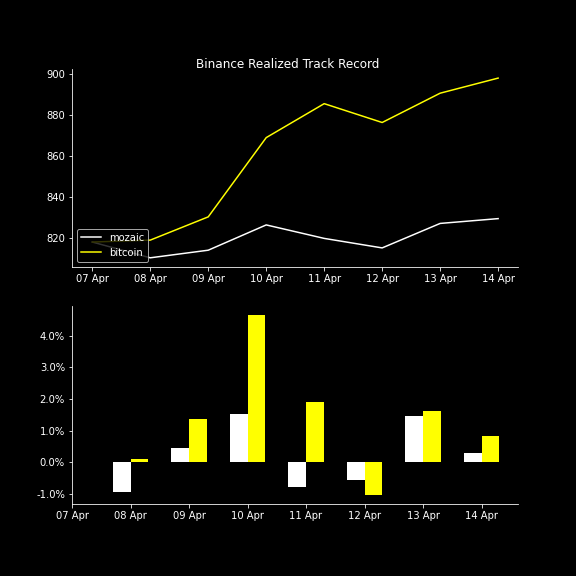 Binance Realized Track Record
900
880
860
840
820
mozaic
bitcoin
07 Apr 08 Apr 09 Apr 10 Apr 11 Apr 12 Apr 13 Apr 14 Apr
4.0%
3.0%
2.0%
1.0%
0.0%
-1.0%
07 Apr 08 Apr 09 Apr 10 Apr 11 Apr 12 Apr 13 Apr 14 Apr